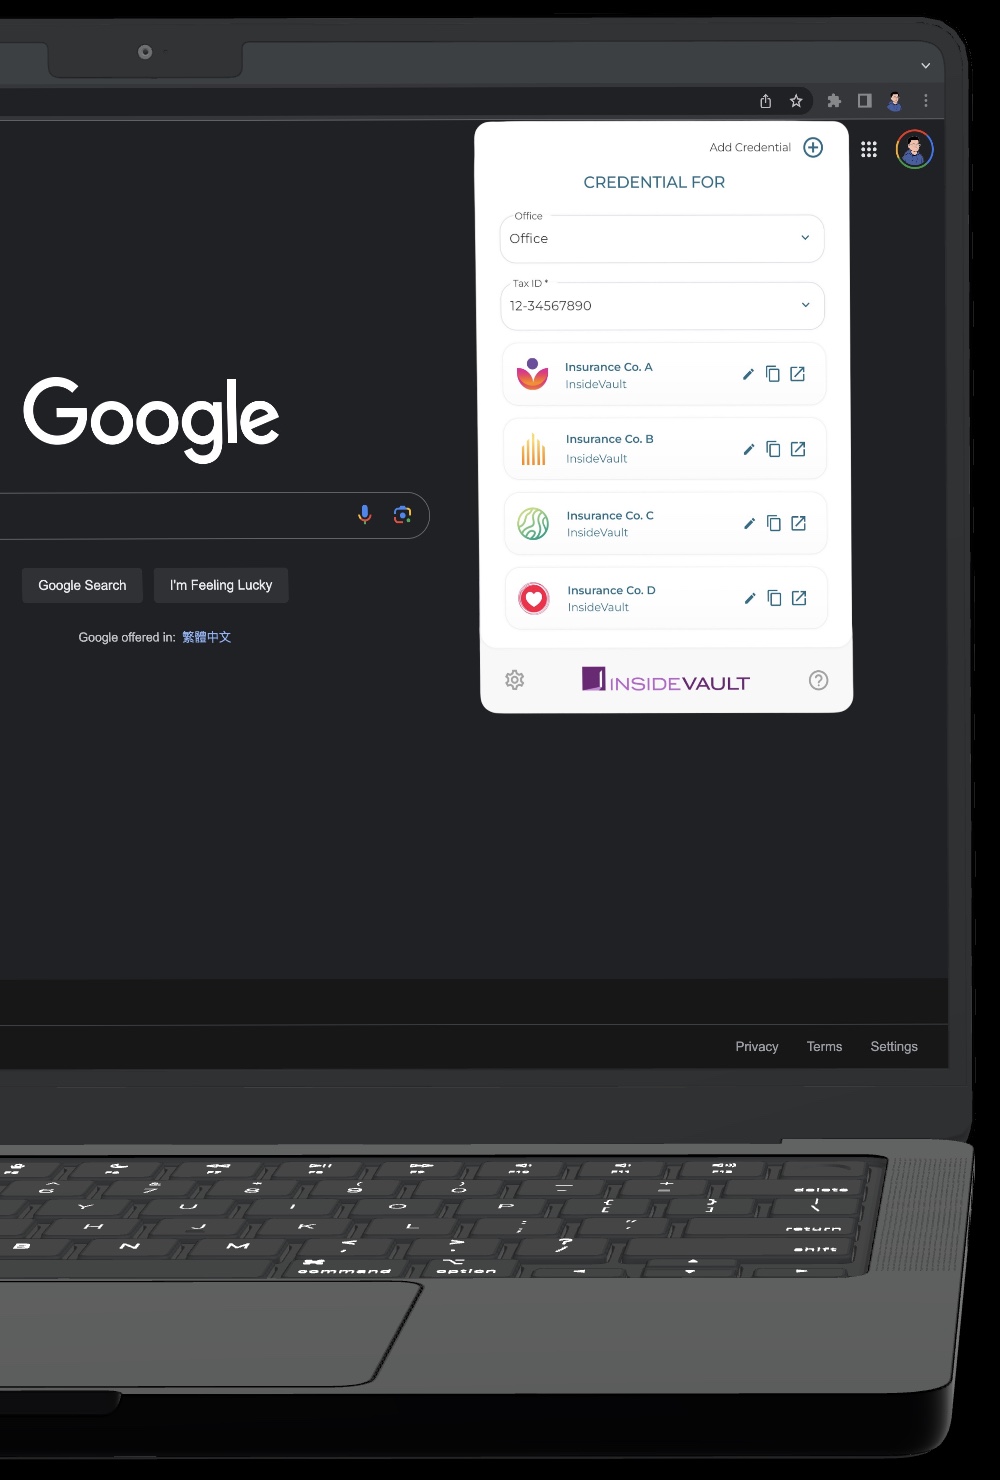 Add Credential
CREDENTIAL FOR
Office
Office
Tax ID *
12-34567890
Insurance Co. A
InsideVault
Insurance Co. B
InsideVault
Insurance Co. C
InsideVault
Insurance Co. D
InsideVault
INSIDEVAULT
Google
Google Search
I'm Feeling Lucky
Google offered in: 繁體中文
Privacy Terms Settings
delete
Y U I O P
H J K L
return
B N M
shift
command option